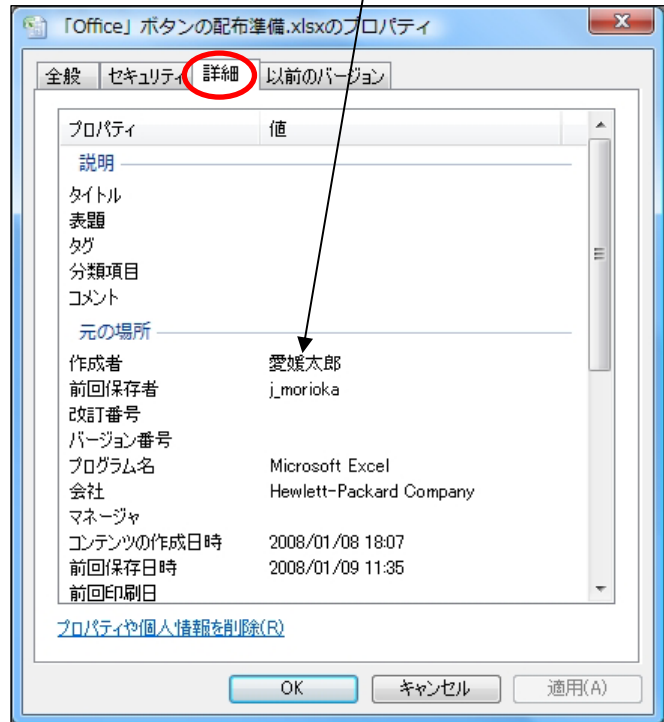 「Office」ボタンの配布準備.xlsxのプロパティ
全般 セキュリティ 詳細 以前のバージョン
プロパティ 値
説明
タイトル
表題
タグ
分類項目
コメント
元の場所
作成者 愛媛太郎
前回保存者 j_morioka
改訂番号
バージョン番号
プログラム名 Microsoft Excel
会社 Hewlett-Packard Company
マネージャ
コンテンツの作成日時 2008/01/08 18:07
前回保存日時 2008/01/09 11:35
前回印刷日
プロパティや個人情報を削除(R)
OK キャンセル 適用(A)